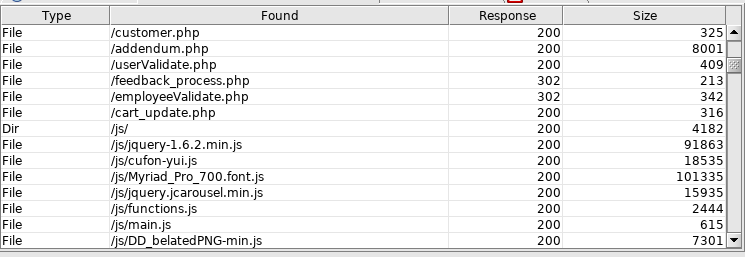 Type Found Response Size
File /customer.php 200 325
File /addendum.php 200 8001
File /userValidate.php 200 409
File /feedback_process.php 302 213
File /employeeValidate.php 302 342
File /cart_update.php 200 316
Dir /js/ 200 4182
File /js/jquery-1.6.2.min.js 200 91863
File /js/cufon-yui.js 200 18535
File /js/Myriad_Pro_700.font.js 200 101335
File /js/jquery.jcarousel.min.js 200 15935
File /js/functions.js 200 2444
File /js/main.js 200 615
File /js/DD_belatedPNG-min.js 200 7301